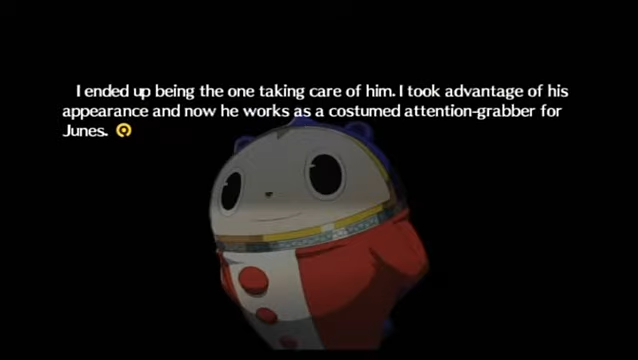 I ended up being the one taking care of him. I took advantage of his
appearance and now he works as a costumed attention-grabber for
Junes.